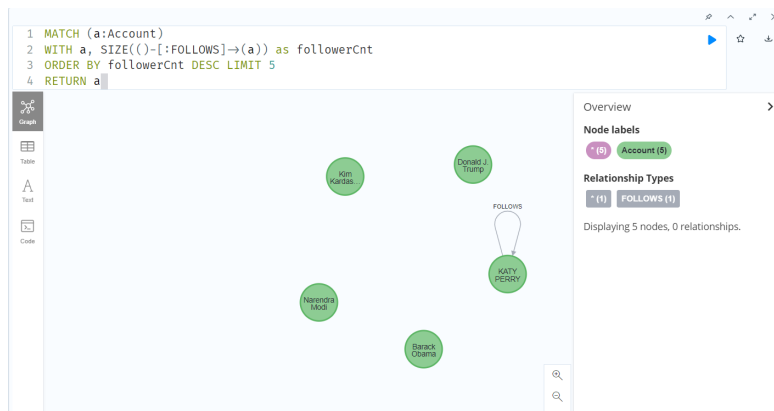 1 MATCH (a:Account)
2 WITH a, SIZE(()-[:FOLLOWS]→(a)) as followerCnt
3 ORDER BY followerCnt DESC LIMIT 5
4 RETURN a
Graph
Table
A
Text
Code
Kim
Kardas...
Donald J.
Trump
FOLLOWS
KATY
PERRY
Narendra
Modi
Barack
Obama
Overview
Node labels
* (5) Account (5)
Relationship Types
* (1) FOLLOWS (1)
Displaying 5 nodes, 0 relationships.